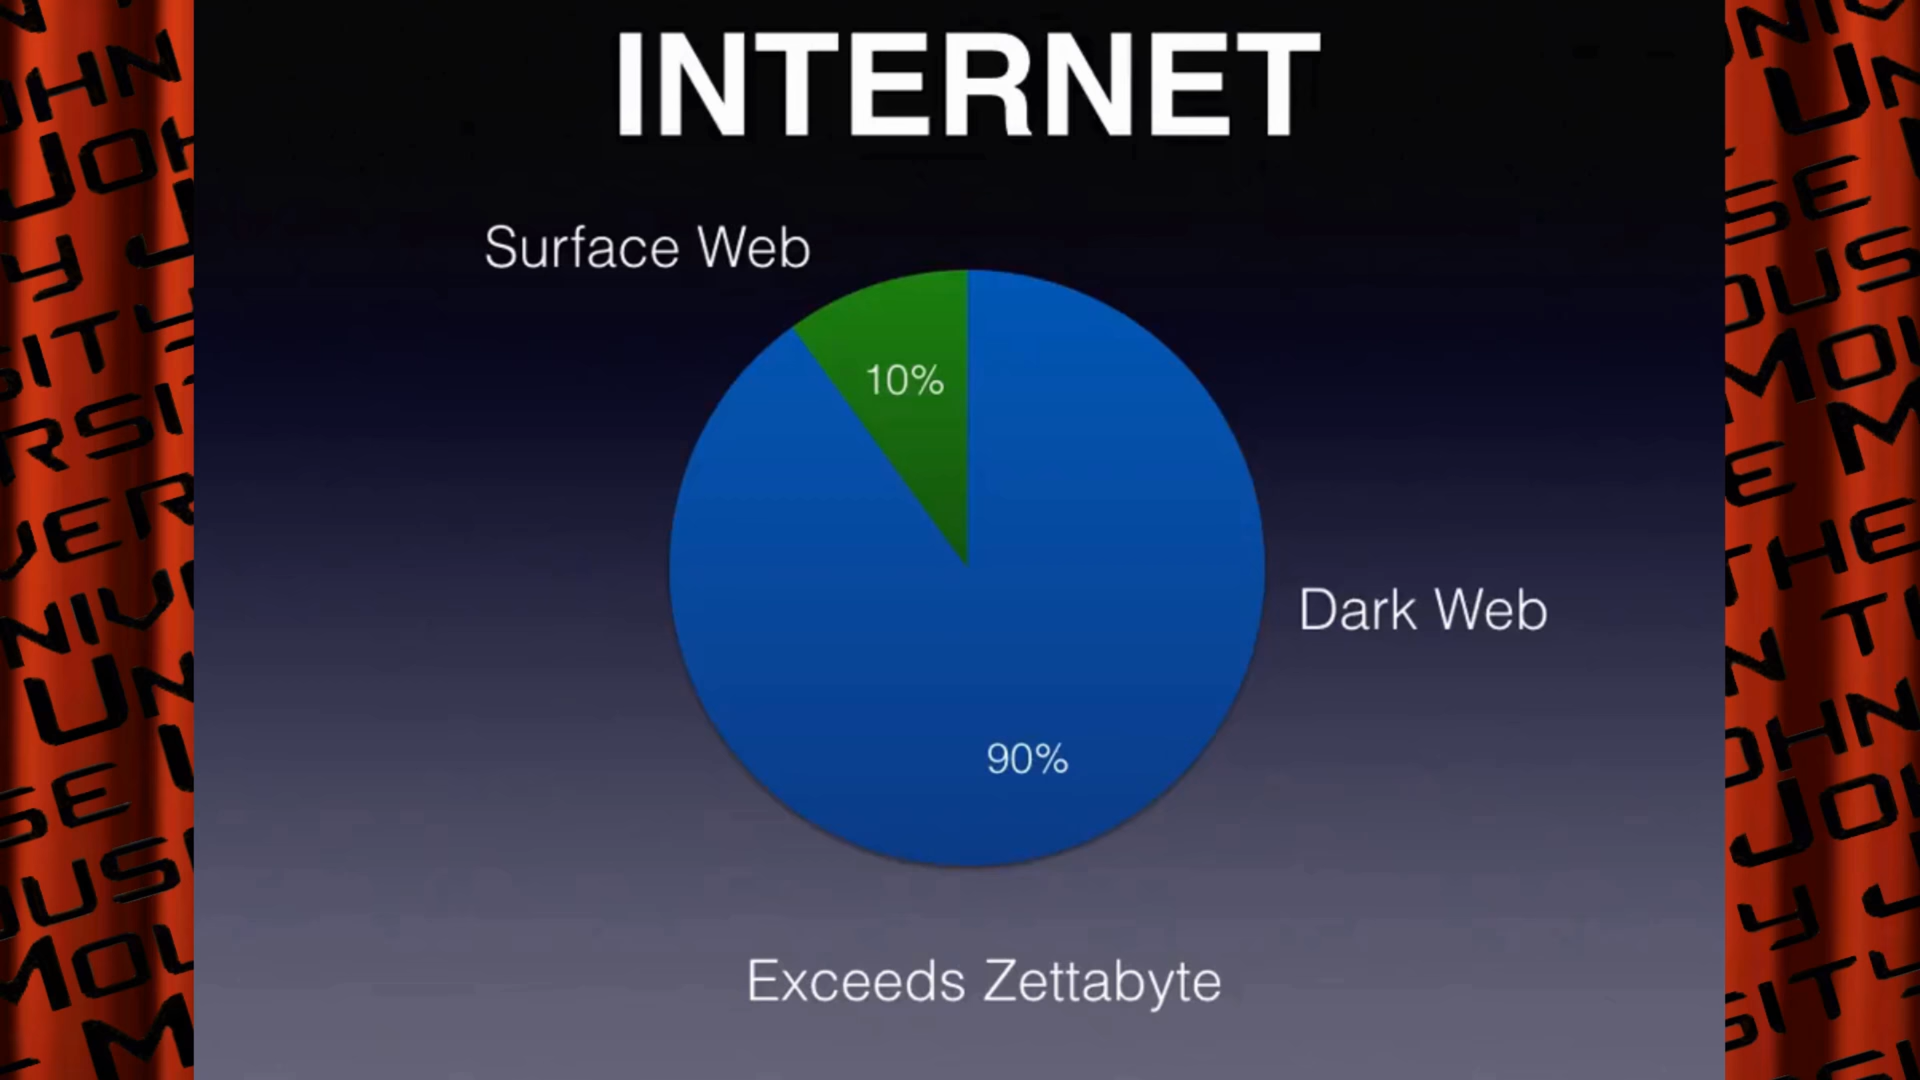 INTERNET
Surface Web
10%
Dark Web
90%
Exceeds Zettabyte